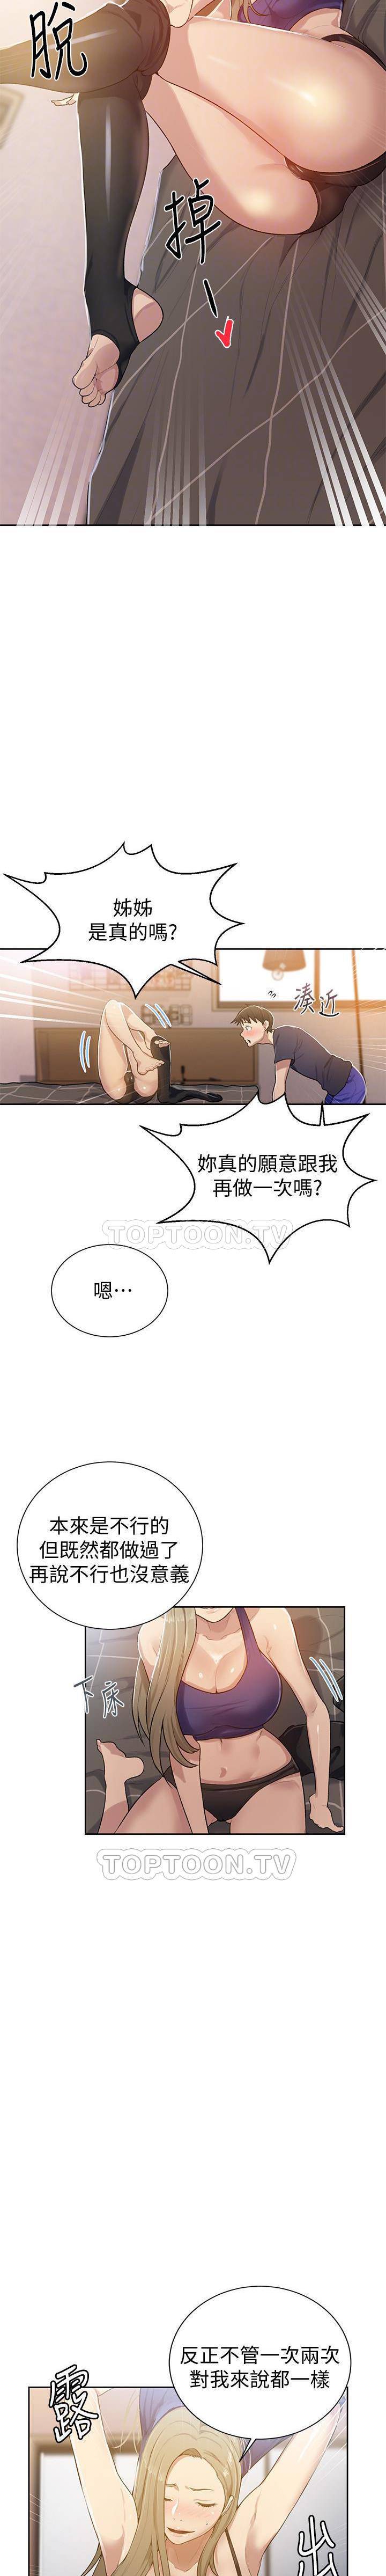 脫
掉
姊姊
是真的嗎?
湊近
妳真的願意跟我
再做一次嗎?
TOPTOON.TV
嗯⋯
本來是不行的
但既然都做過了
再說不行也沒意義
下床
TOPTOON.TV
反正不管一次兩次
對我來說都一樣
露
出